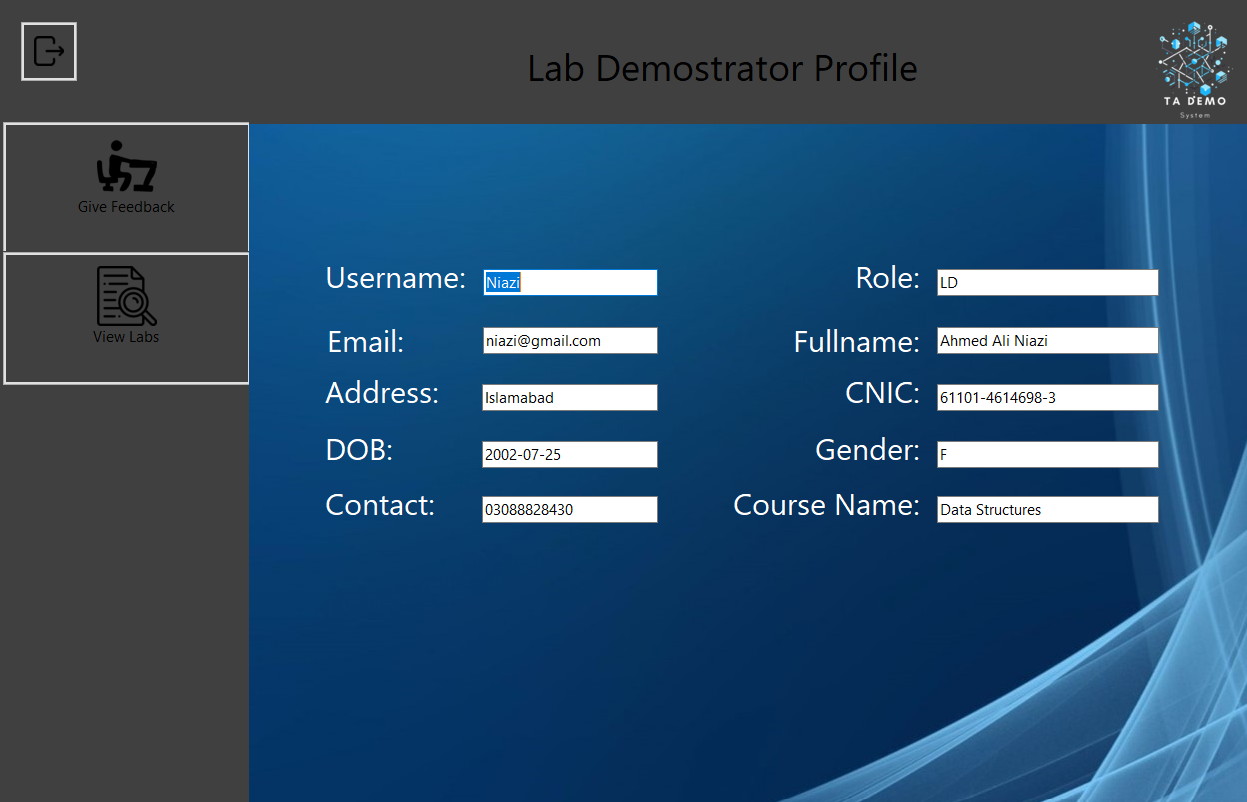 Lab Demostrator Profile
TA DEMO
System
Give Feedback
View Labs
Username: Niazi
Role: LD
Email: niazi@gmail.com
Fullname: Ahmed Ali Niazi
Address: Islamabad
CNIC: 61101-4614698-3
DOB: 2002-07-25
Gender: F
Contact: 03088828430
Course Name: Data Structures